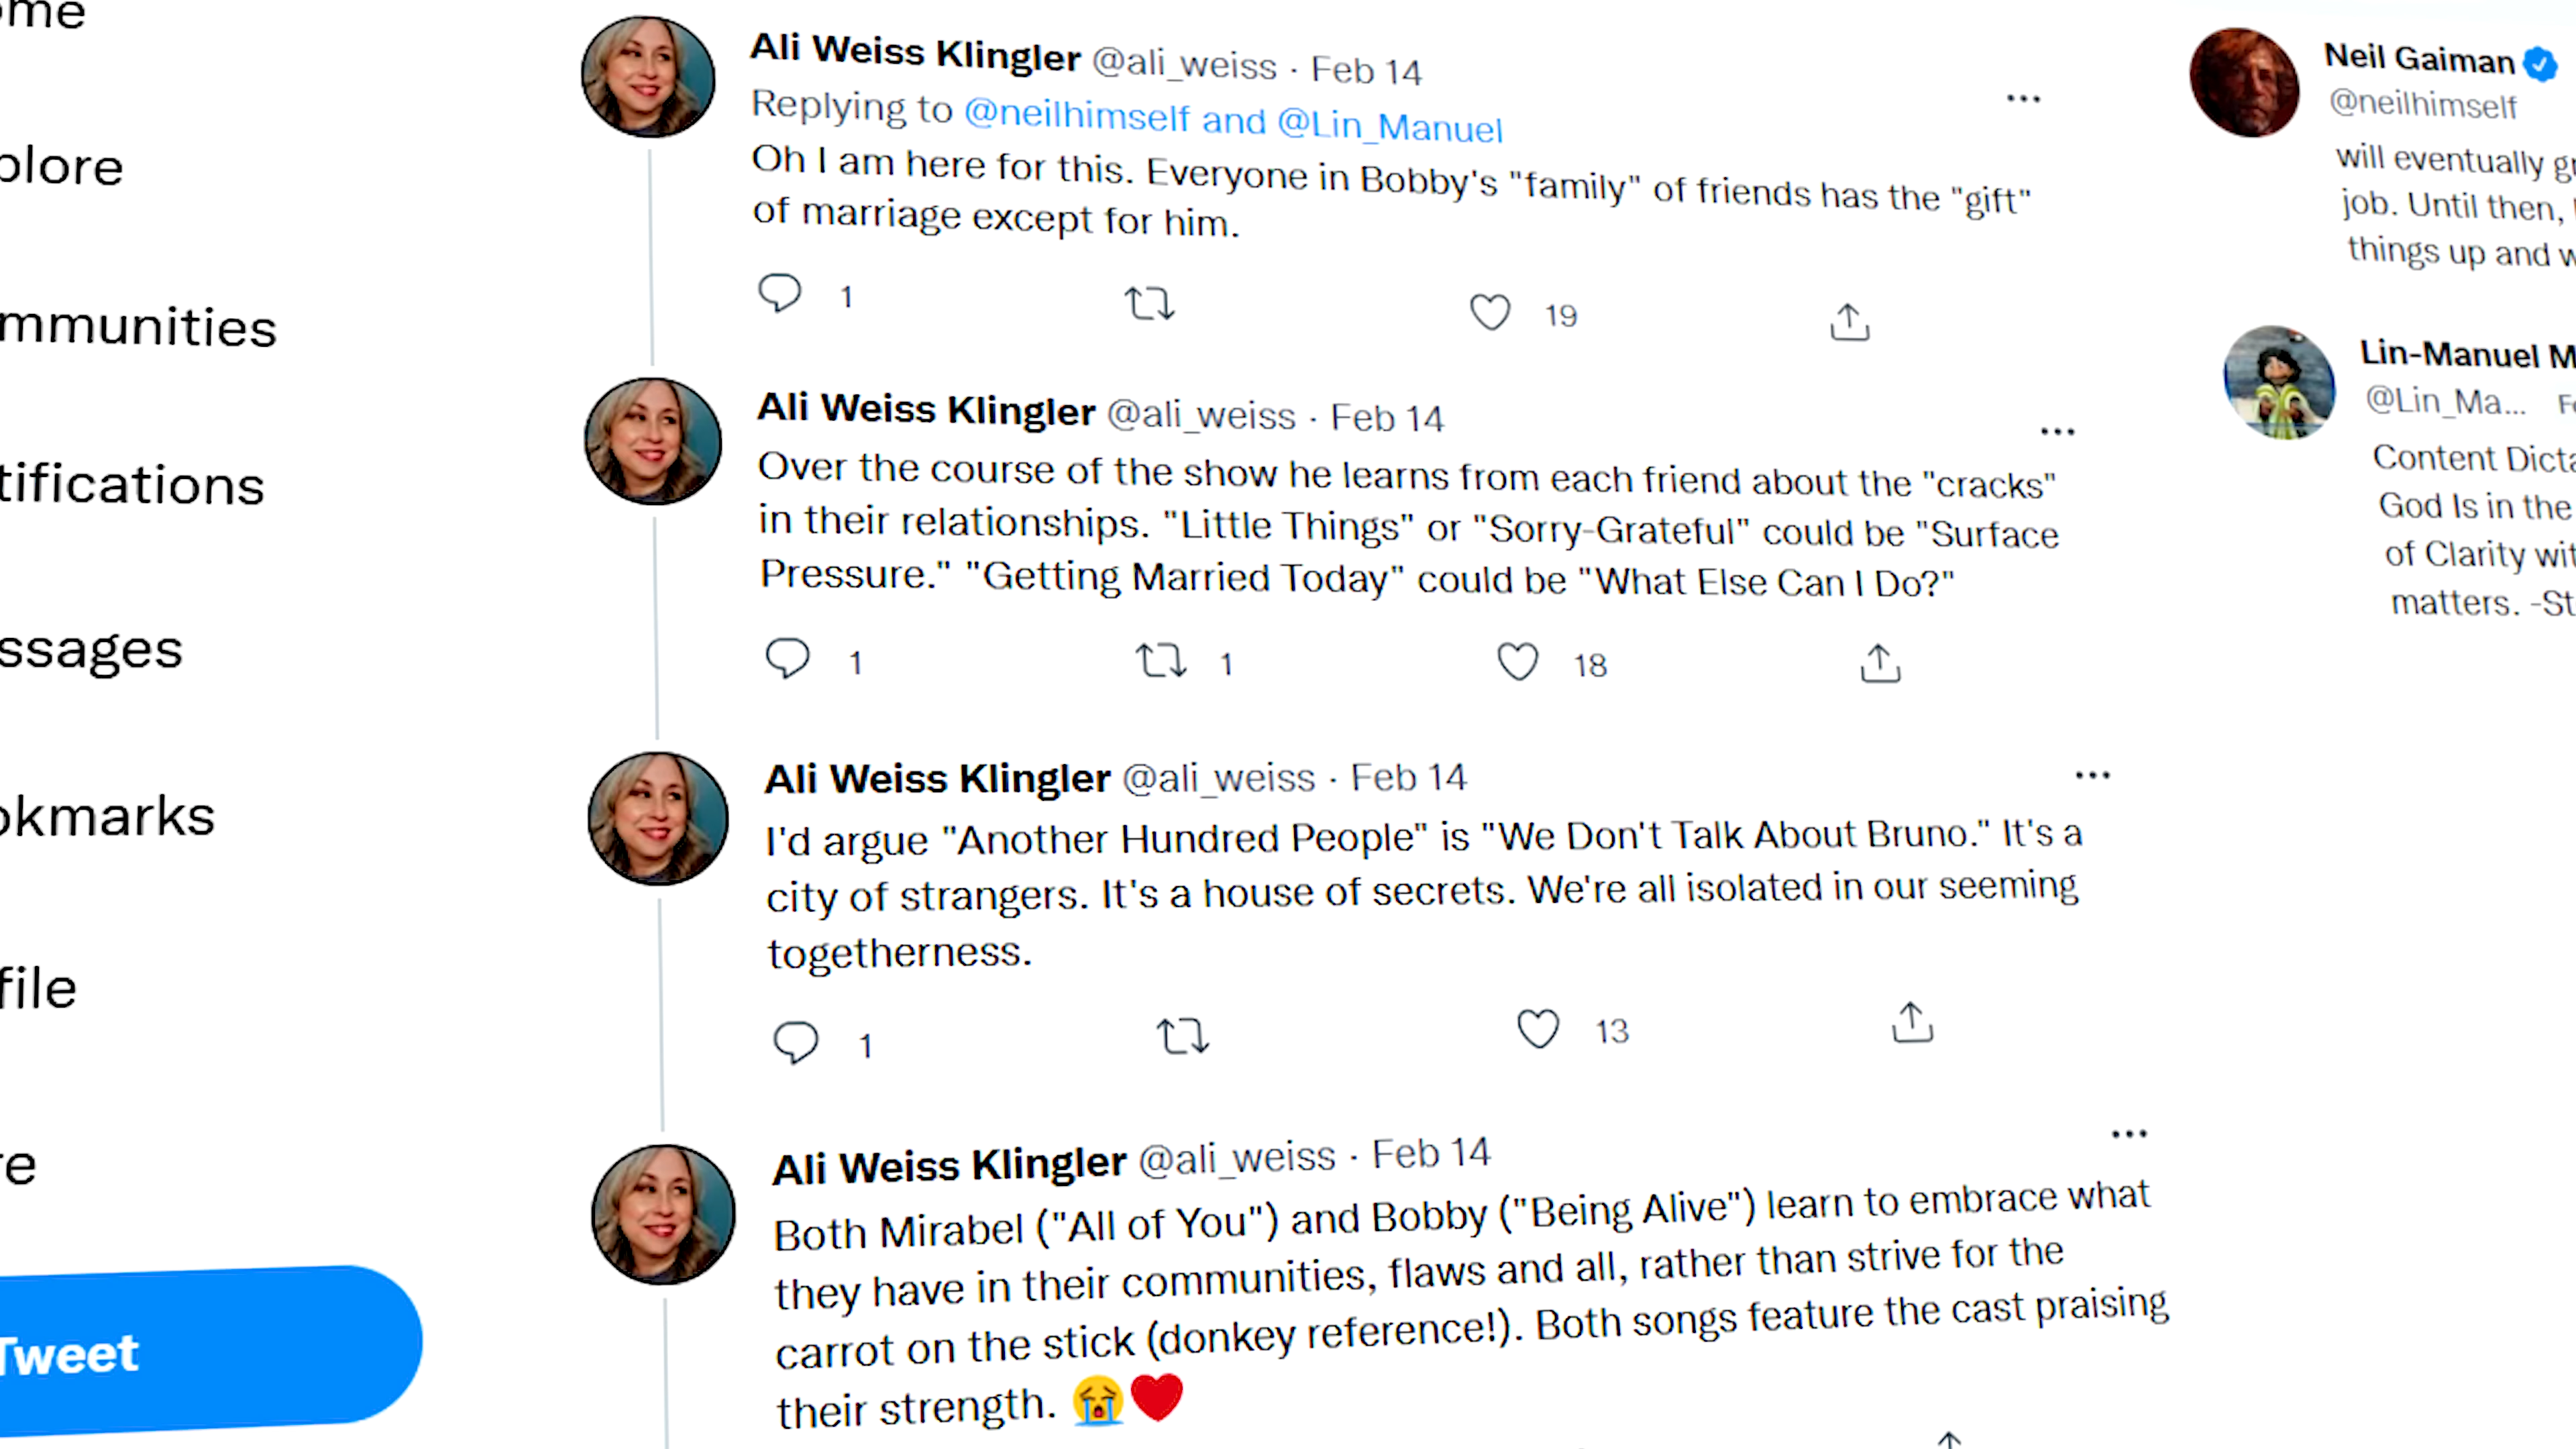 ome
plore
mmunities
tifications
ssages
okmarks
file
re
Tweet
Ali Weiss Klingler @ali_weiss · Feb 14
Replying to @neilhimself and @Lin_Manuel
Oh I am here for this. Everyone in Bobby's "family" of friends has the "gift"
of marriage except for him.
1
19
Ali Weiss Klingler @ali_weiss · Feb 14
Over the course of the show he learns from each friend about the "cracks"
in their relationships. "Little Things" or "Sorry-Grateful" could be "Surface
Pressure." "Getting Married Today" could be "What Else Can I Do?"
1
1
18
Ali Weiss Klingler @ali_weiss · Feb 14
I'd argue "Another Hundred People" is "We Don't Talk About Bruno." It's a
city of strangers. It's a house of secrets. We're all isolated in our seeming
togetherness.
1
13
Ali Weiss Klingler @ali_weiss · Feb 14
Both Mirabel ("All of You") and Bobby ("Being Alive") learn to embrace what
they have in their communities, flaws and all, rather than strive for the
carrot on the stick (donkey reference!). Both songs feature the cast praising
their strength. 😭❤️
Neil Gaiman
@neilhimself
will eventually gr
job. Until then,
things up and w
Lin-Manuel M
@Lin_Ma... Fe
Content Dicta
God Is in the
of Clarity wit
matters. -St